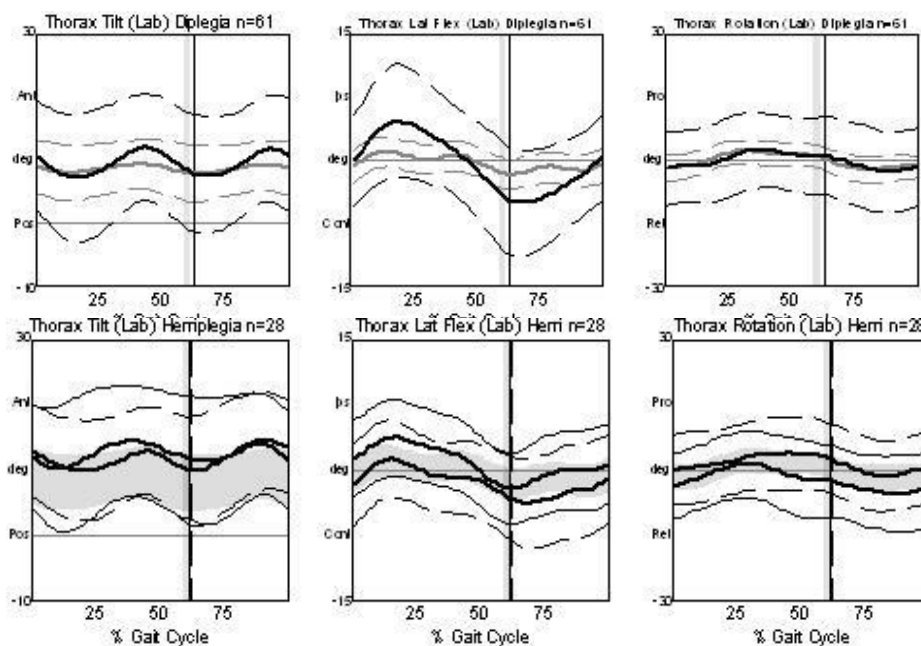 Thorax Tilt (Lab) Diplegia n=61
30
Ant
deg
Pos
-10
25 50 75
Thorax Lat Flex (Lab) Diplegia n=61
15
Ips
deg
Cont
-15
25 50 75
Thorax Rotation (Lab) Diplegia n=61
30
Pro
deg
Ret
-30
25 50 75
Thorax Tilt (Lab) Hemiplegia n=28
30
Ant
deg
Pos
-10
25 50 75
% Gait Cycle
Thorax Lat Flex (Lab) Hemi n=28
15
Ips
deg
Cont
-15
25 50 75
% Gait Cycle
Thorax Rotation (Lab) Hemi n=28
30
Pro
deg
Ret
-30
25 50 75
% Gait Cycle